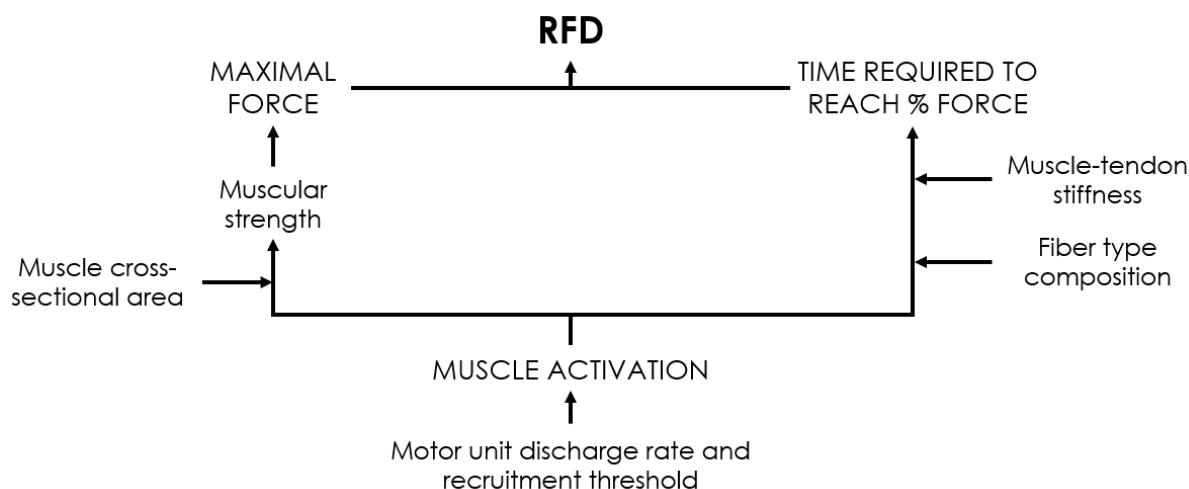 RFD
MAXIMAL
FORCE
TIME REQUIRED TO
REACH % FORCE
Muscular
strength
Muscle-tendon
stiffness
Muscle cross-
sectional area
Fiber type
composition
MUSCLE ACTIVATION
Motor unit discharge rate and
recruitment threshold